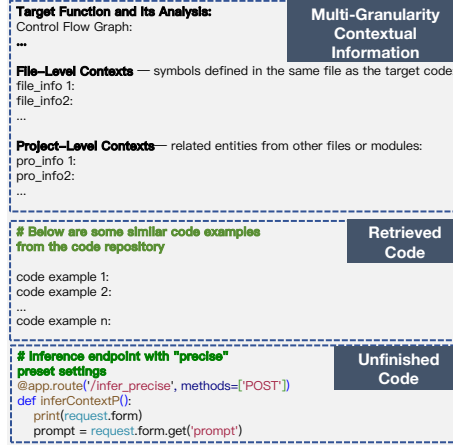 Target Function and Its Analysis:
Control Flow Graph:
...
Multi-Granularity
Contextual
Information
File-Level Contexts — symbols defined in the same file as the target code:
file_info 1:
file_info2:
...
Project-Level Contexts— related entities from other files or modules:
pro_info 1:
pro_info2:
...
# Below are some similar code examples
from the code repository
Retrieved
Code
code example 1:
code example 2:
...
code example n:
# Inference endpoint with "precise"
preset settings
Unfinished
Code
@app.route('/infer_precise', methods=['POST'])
def inferContextP():
print(request.form)
prompt = request.form.get('prompt')